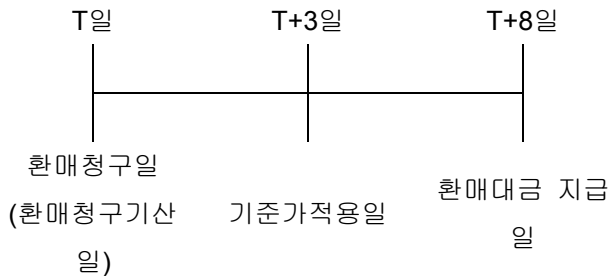 T일 T+3일 T+8일
환매청구일
(환매청구기산
일)
기준가적용일
환매대금 지급
일